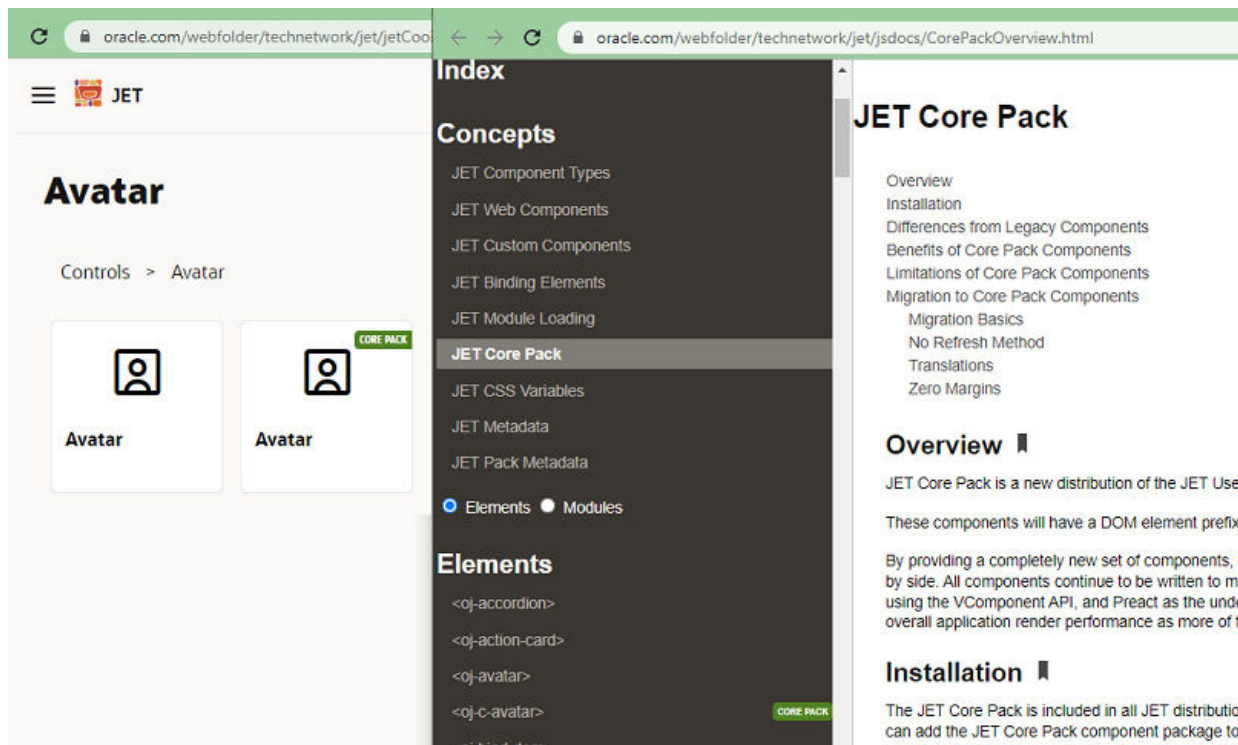 oracle.com/webfolder/technetwork/jet/jetCoo
JET
Avatar
Controls > Avatar
CORE PACK
Avatar
Avatar
oracle.com/webfolder/technetwork/jet/jsdocs/CorePackOverview.html
Index
Concepts
JET Component Types
JET Web Components
JET Custom Components
JET Binding Elements
JET Module Loading
JET Core Pack
JET CSS Variables
JET Metadata
JET Pack Metadata
Elements Modules
Elements
<oj-accordion>
<oj-action-card>
<oj-avatar>
<oj-c-avatar> CORE PACK
JET Core Pack
Overview
Installation
Differences from Legacy Components
Benefits of Core Pack Components
Limitations of Core Pack Components
Migration to Core Pack Components
Migration Basics
No Refresh Method
Translations
Zero Margins
Overview
JET Core Pack is a new distribution of the JET Use
These components will have a DOM element prefix
By providing a completely new set of components,
by side. All components continue to be written to m
using the VComponent API, and Preact as the unde
overall application render performance as more of
Installation
The JET Core Pack is included in all JET distributio
can add the JET Core Pack component package to